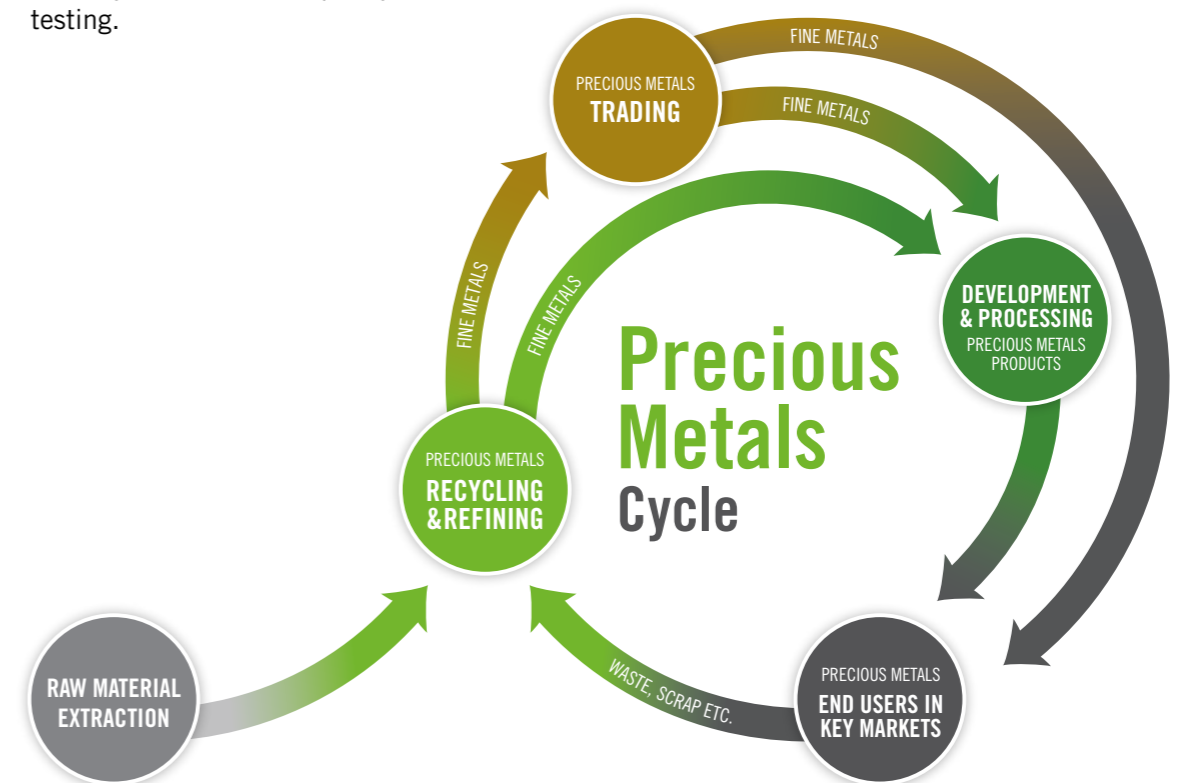 testing.
FINE METALS
PRECIOUS METALS
TRADING
FINE METALS
FINE METALS
FINE METALS
DEVELOPMENT
& PROCESSING
PRECIOUS METALS
PRODUCTS
Precious
Metals
Cycle
PRECIOUS METALS
RECYCLING
&REFINING
RAW MATERIAL
EXTRACTION
WASTE, SCRAP ETC.
PRECIOUS METALS
END USERS IN
KEY MARKETS